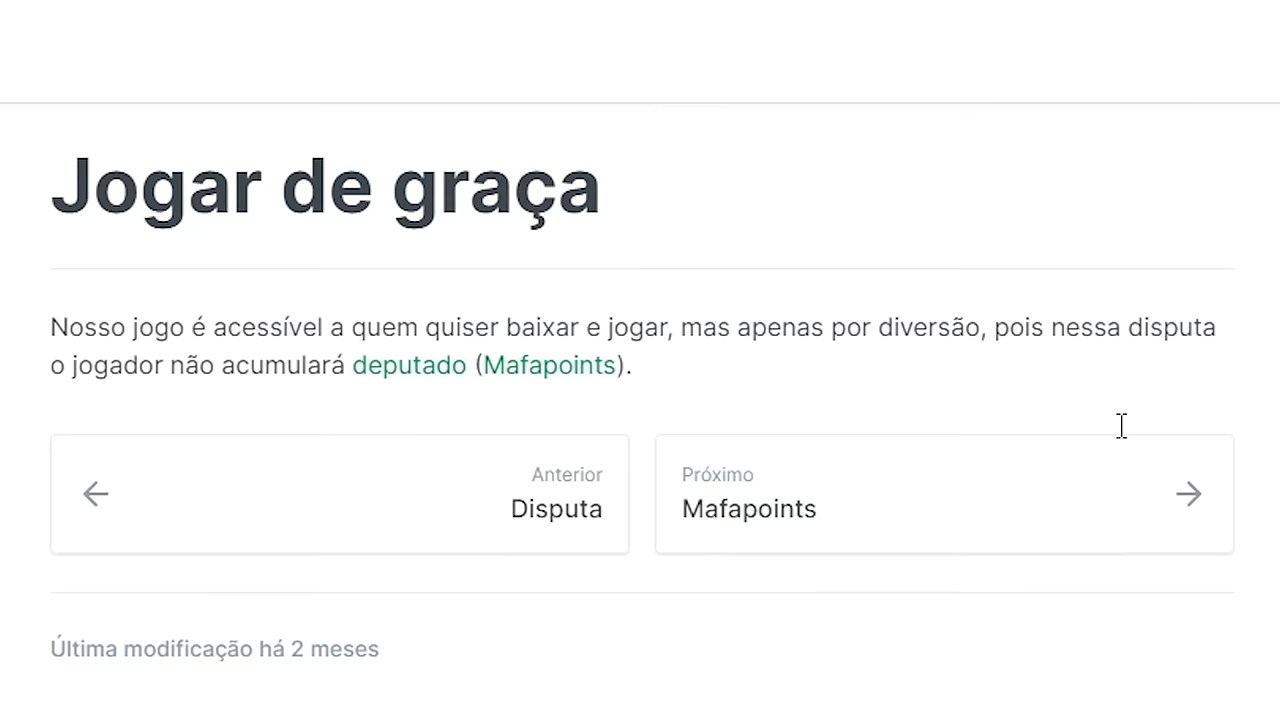 Jogar de graça
Nosso jogo é acessível a quem quiser baixar e jogar, mas apenas por diversão, pois nessa disputa
o jogador não acumulará deputado (Mafapoints).
Anterior
Disputa
Próximo
Mafapoints
Última modificação há 2 meses